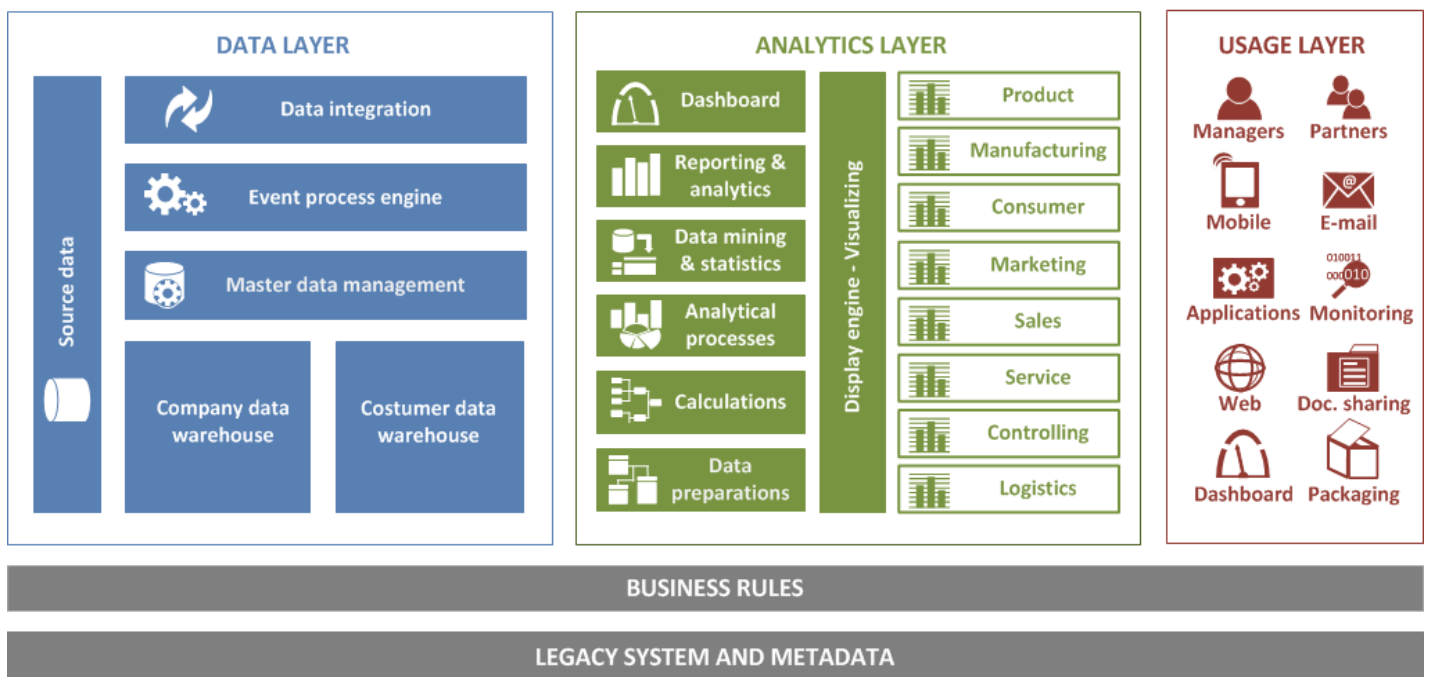 DATA LAYER
Source data
Data integration
Event process engine
Master data management
Company data
warehouse
Costumer data
warehouse
ANALYTICS LAYER
Dashboard
Reporting &
analytics
Data mining
& statistics
Analytical
processes
Calculations
Data
preparations
Display engine - Visualizing
Product
Manufacturing
Consumer
Marketing
Sales
Service
Controlling
Logistics
USAGE LAYER
Managers
Partners
Mobile
@
E-mail
Applications
010011
000010
Monitoring
Web
Doc. sharing
Dashboard
Packaging
BUSINESS RULES
LEGACY SYSTEM AND METADATA